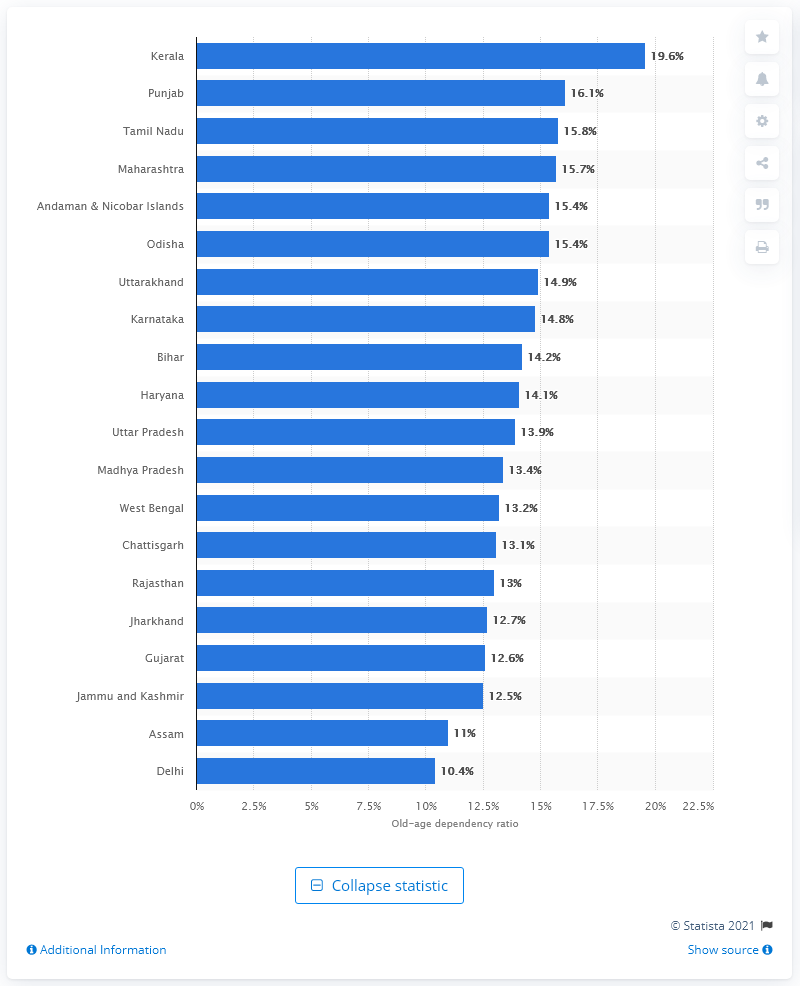 Kerala 19.6%
Punjab 16.1%
Tamil Nadu 15.8%
Maharashtra 15.7%
Andaman & Nicobar Islands 15.4%
Odisha 15.4%
Uttarakhand 14.9%
Karnataka 14.8%
Bihar 14.2%
Haryana 14.1%
Uttar Pradesh 13.9%
Madhya Pradesh 13.4%
West Bengal 13.2%
Chattisgarh 13.1%
Rajasthan 13%
Jharkhand 12.7%
Gujarat 12.6%
Jammu and Kashmir 12.5%
Assam 11%
Delhi 10.4%
0% 2.5% 5% 7.5% 10% 12.5% 15% 17.5% 20% 22.5%
Old-age dependency ratio
Collapse statistic
© Statista 2021
Additional Information Show source